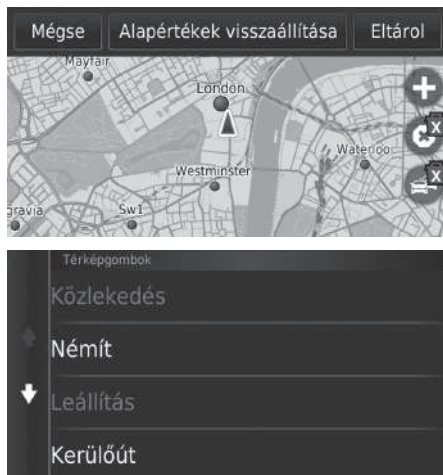 Mégse Alapértékek visszaállítása Eltárol
Mayfair
London
Waterloo
Westminster
gravia SW1
Térképgombok
Közlekedés
Némít
Leállítás
Kerülőút